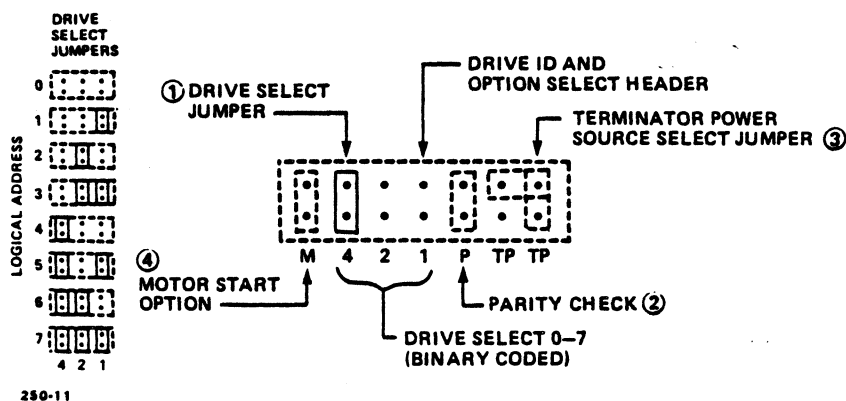 DRIVE
SELECT
JUMPERS
LOGICAL ADDRESS
0
1
2
3
4
5
6
7
4 2 1
① DRIVE SELECT
JUMPER
DRIVE ID AND
OPTION SELECT HEADER
TERMINATOR POWER
SOURCE SELECT JUMPER ③
M 4 2 1 P TP TP
④
MOTOR START
OPTION
PARITY CHECK ②
DRIVE SELECT 0–7
(BINARY CODED)
250-11